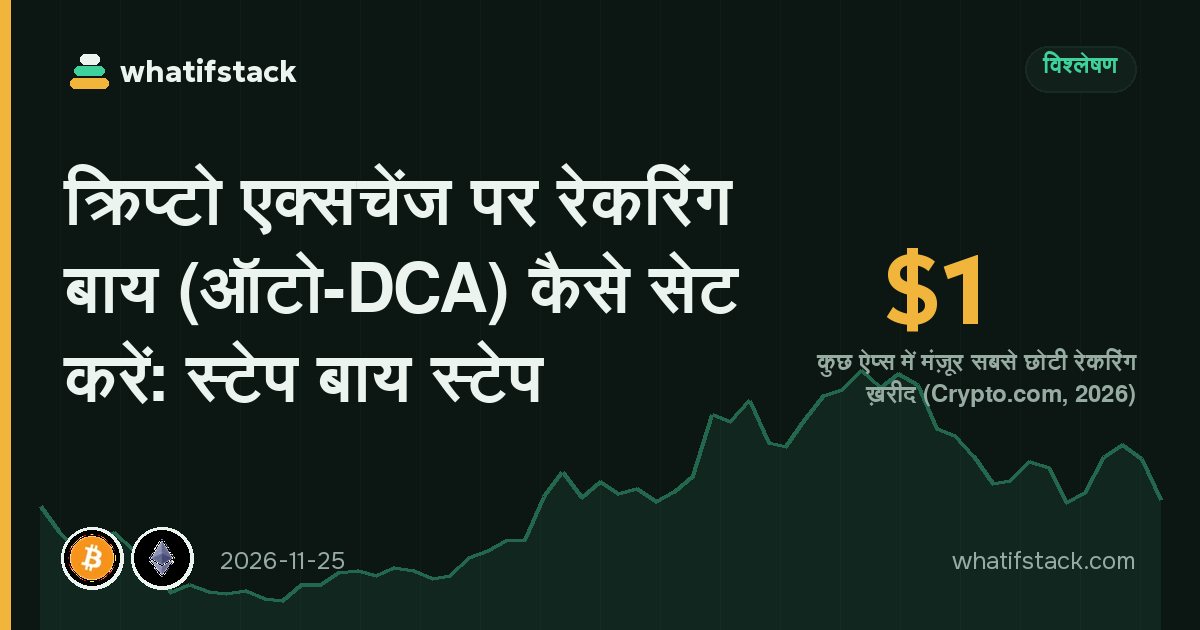 whatifstack
विश्लेषण
क्रिप्टो एक्सचेंज पर रेकरिंग
बाय (ऑटो-DCA) कैसे सेट
करें: स्टेप बाय स्टेप
$1
कुछ ऐप्स में मंज़ूर सबसे छोटी रेकरिंग
ख़रीद (Crypto.com, 2026)
2026-11-25
whatifstack.com